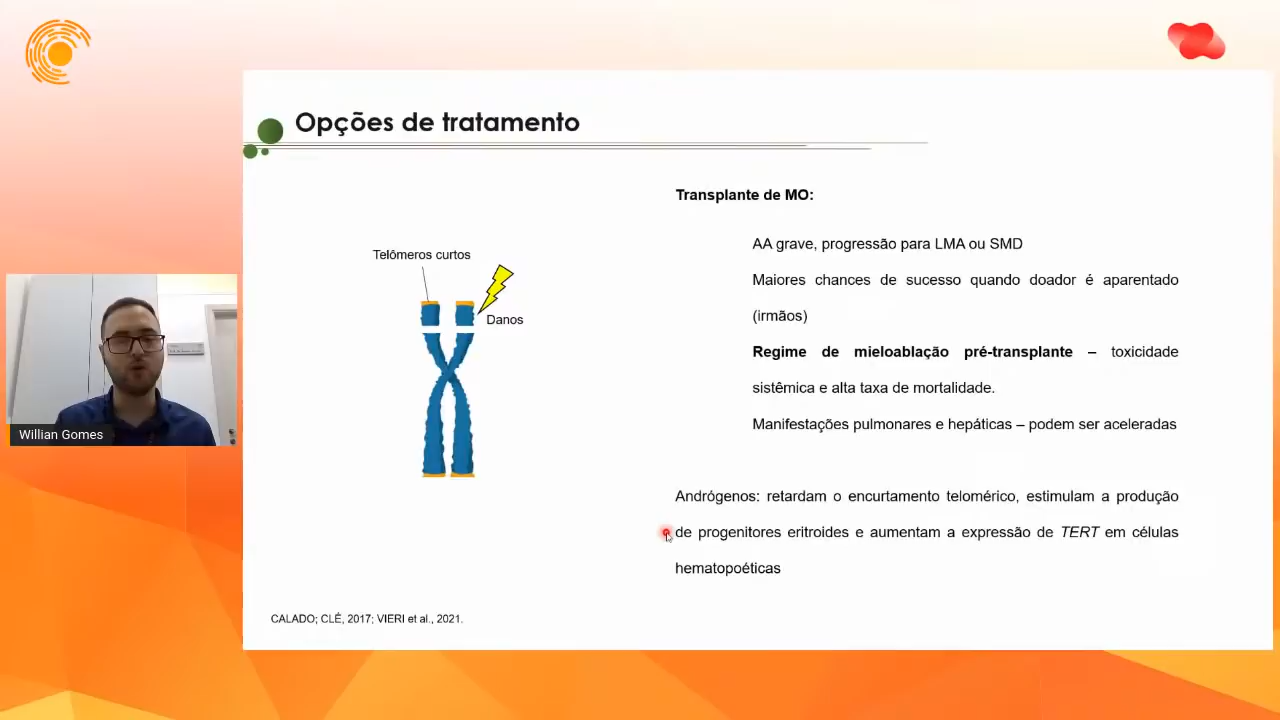 Opções de tratamento
Transplante de MO:
AA grave, progressão para LMA ou SMD
Maiores chances de sucesso quando doador é aparentado
(irmãos)
Regime de mieloablação pré-transplante – toxicidade
sistêmica e alta taxa de mortalidade.
Manifestações pulmonares e hepáticas – podem ser aceleradas
Telômeros curtos
Danos
Andrógenos: retardam o encurtamento telomérico, estimulam a produção
de progenitores eritroides e aumentam a expressão de TERT em células
hematopoéticas
CALADO; CLÉ, 2017; VIERI et al., 2021.
Willian Gomes